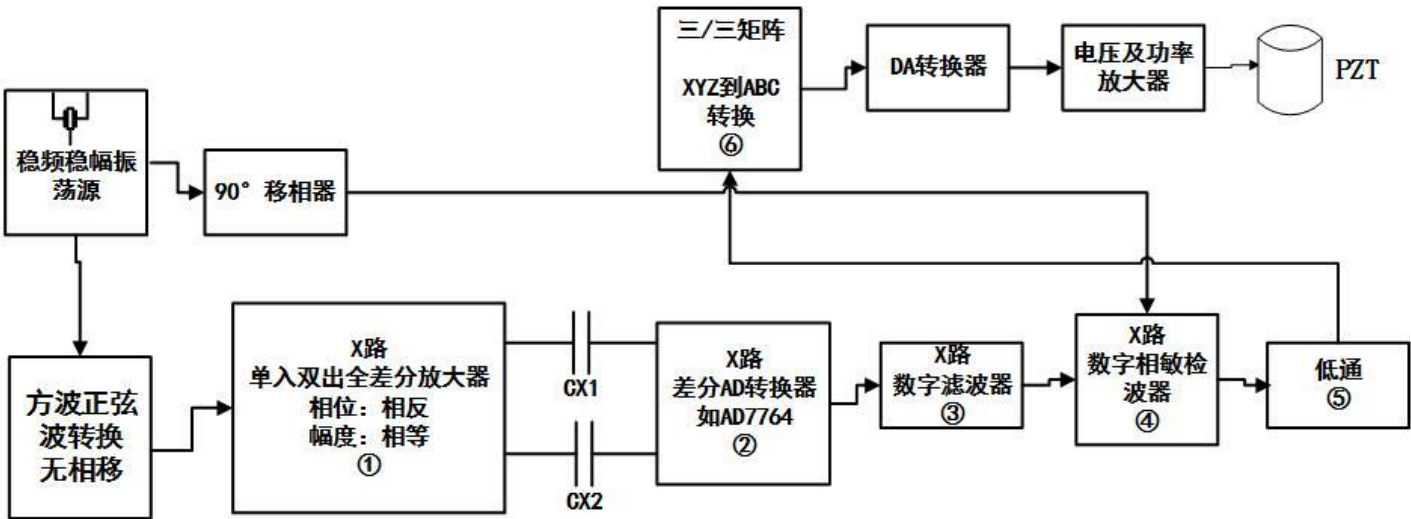 三/三矩阵
XYZ到ABC
转换
⑥
DA转换器
电压及功率
放大器
PZT
稳频稳幅振
荡源
90°移相器
方波正弦
波转换
无相移
X路
单入双出全差分放大器
相位：相反
幅度：相等
①
CX1
CX2
X路
差分AD转换器
如AD7764
②
X路
数字滤波器
③
X路
数字相敏检
波器
④
低通
⑤